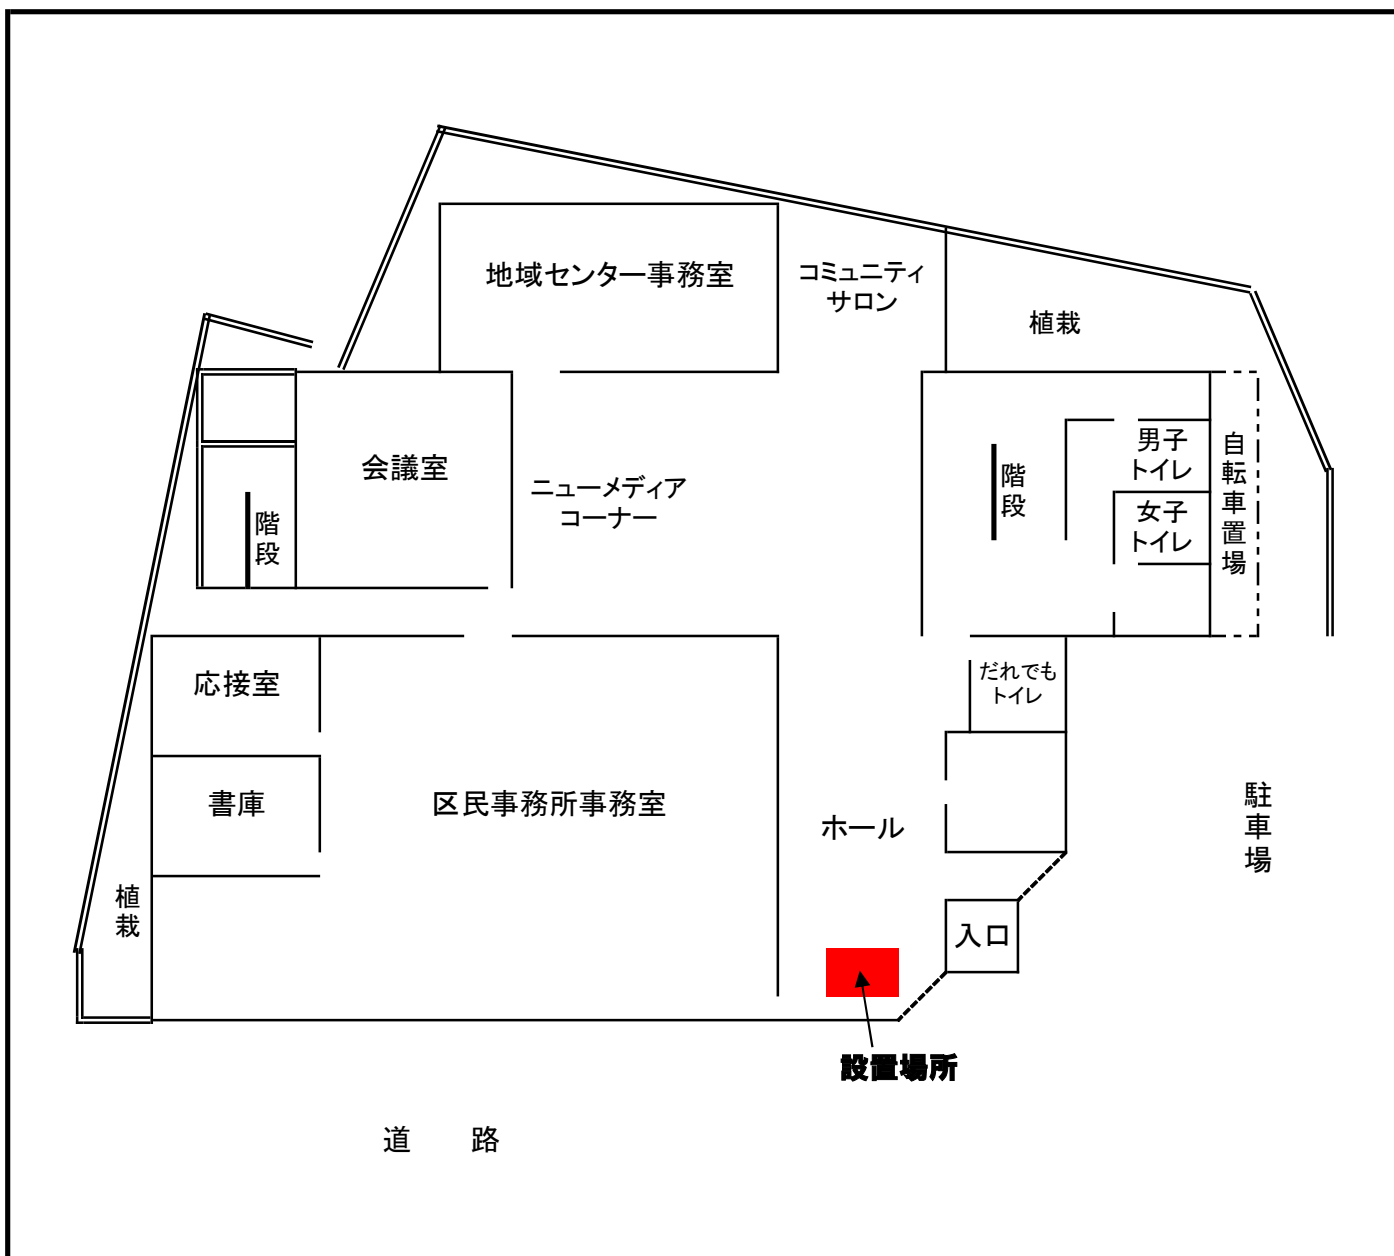 地域センター事務室
コミュニティ
サロン
植栽
会議室
ニューメディア
コーナー
階段
階段
男子
トイレ
女子
トイレ
自転車置場
応接室
だれでも
トイレ
書庫
区民事務所事務室
ホール
駐車場
植栽
入口
設置場所
道　路